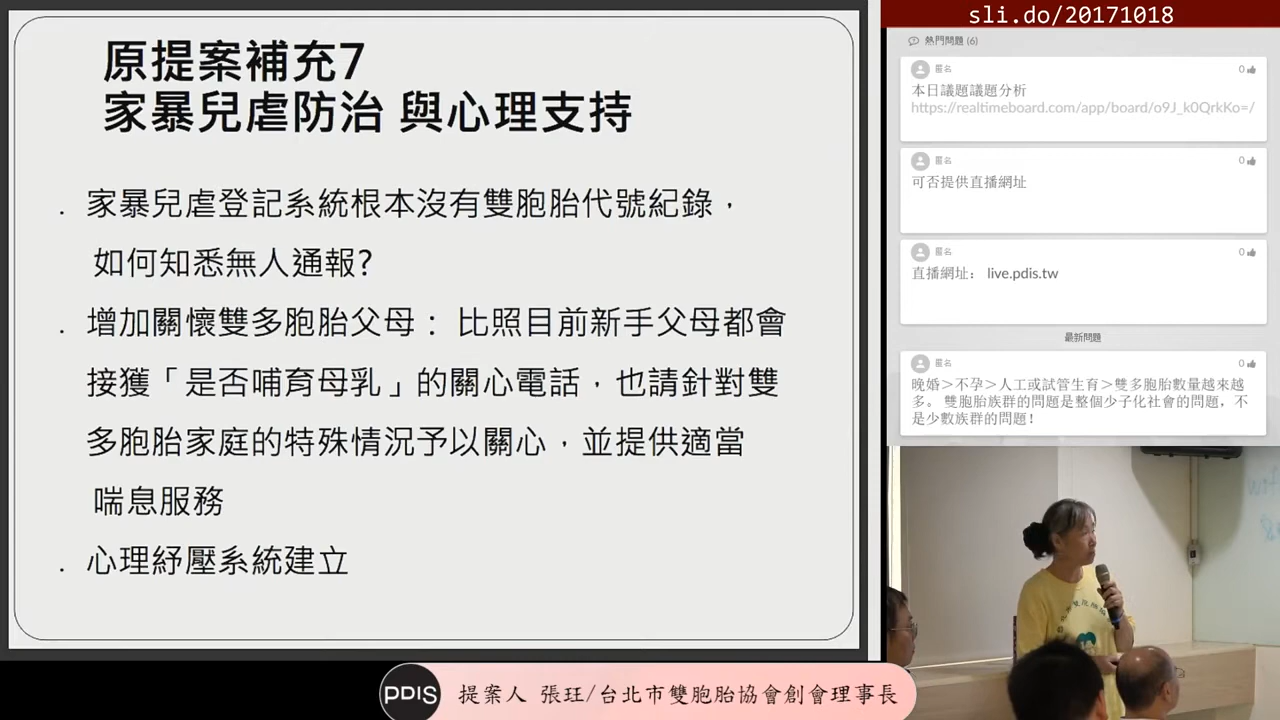 原提案補充7
家暴兒虐防治 與心理支持
. 家暴兒虐登記系統根本沒有雙胞胎代號紀錄，
如何知悉無人通報?
. 增加關懷雙多胞胎父母： 比照目前新手父母都會
接獲「是否哺育母乳」的關心電話，也請針對雙
多胞胎家庭的特殊情況予以關心，並提供適當
喘息服務
. 心理紓壓系統建立
sli.do/20171018
熱門問題 (6)
匿名
0
本日議題議題分析
https://realtimeboard.com/app/board/o9J_k0QrkKo=/
匿名
0
可否提供直播網址
匿名
0
直播網址： live.pdis.tw
最新問題
匿名
0
晚婚＞不孕＞人工或試管生育＞雙多胞胎數量越來越
多。 雙胞胎族群的問題是整個少子化社會的問題，不
是少數族群的問題！
PDIS
提案人 張珏/台北市雙胞胎協會創會理事長